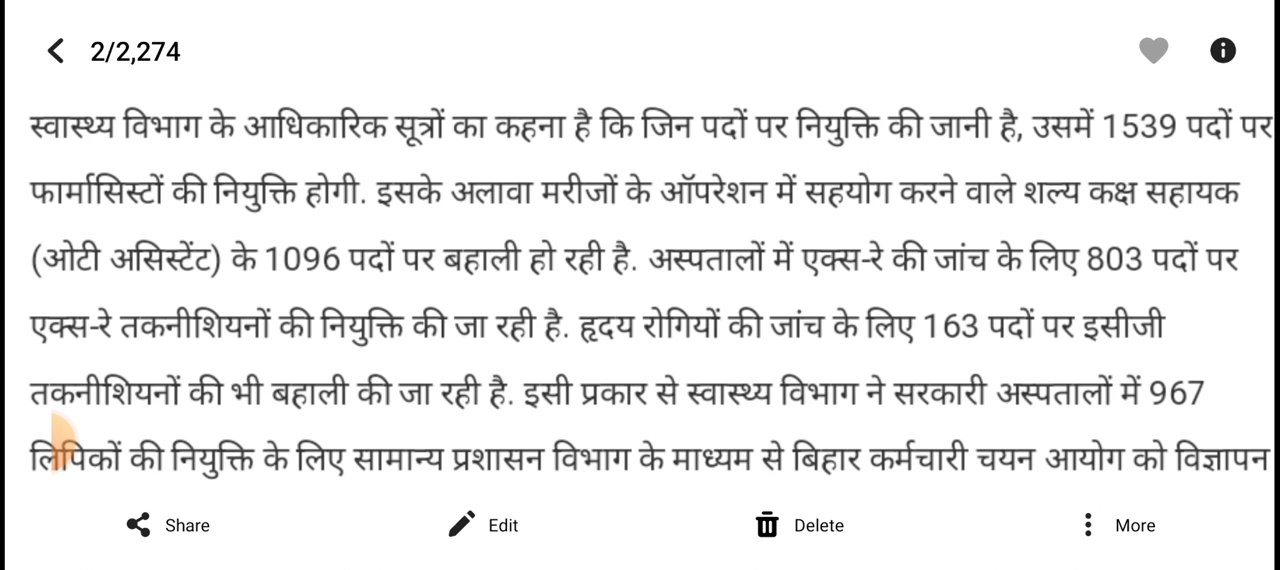 2/2,274
स्वास्थ्य विभाग के आधिकारिक सूत्रों का कहना है कि जिन पदों पर नियुक्ति की जानी है, उसमें 1539 पदों पर
फार्मासिस्टों की नियुक्ति होगी. इसके अलावा मरीजों के ऑपरेशन में सहयोग करने वाले शल्य कक्ष सहायक
(ओटी असिस्टेंट) के 1096 पदों पर बहाली हो रही है. अस्पतालों में एक्स-रे की जांच के लिए 803 पदों पर
एक्स-रे तकनीशियनों की नियुक्ति की जा रही है. हृदय रोगियों की जांच के लिए 163 पदों पर इसीजी
तकनीशियनों की भी बहाली की जा रही है. इसी प्रकार से स्वास्थ्य विभाग ने सरकारी अस्पतालों में 967
लिपिकों की नियुक्ति के लिए सामान्य प्रशासन विभाग के माध्यम से बिहार कर्मचारी चयन आयोग को विज्ञापन
Share Edit Delete More